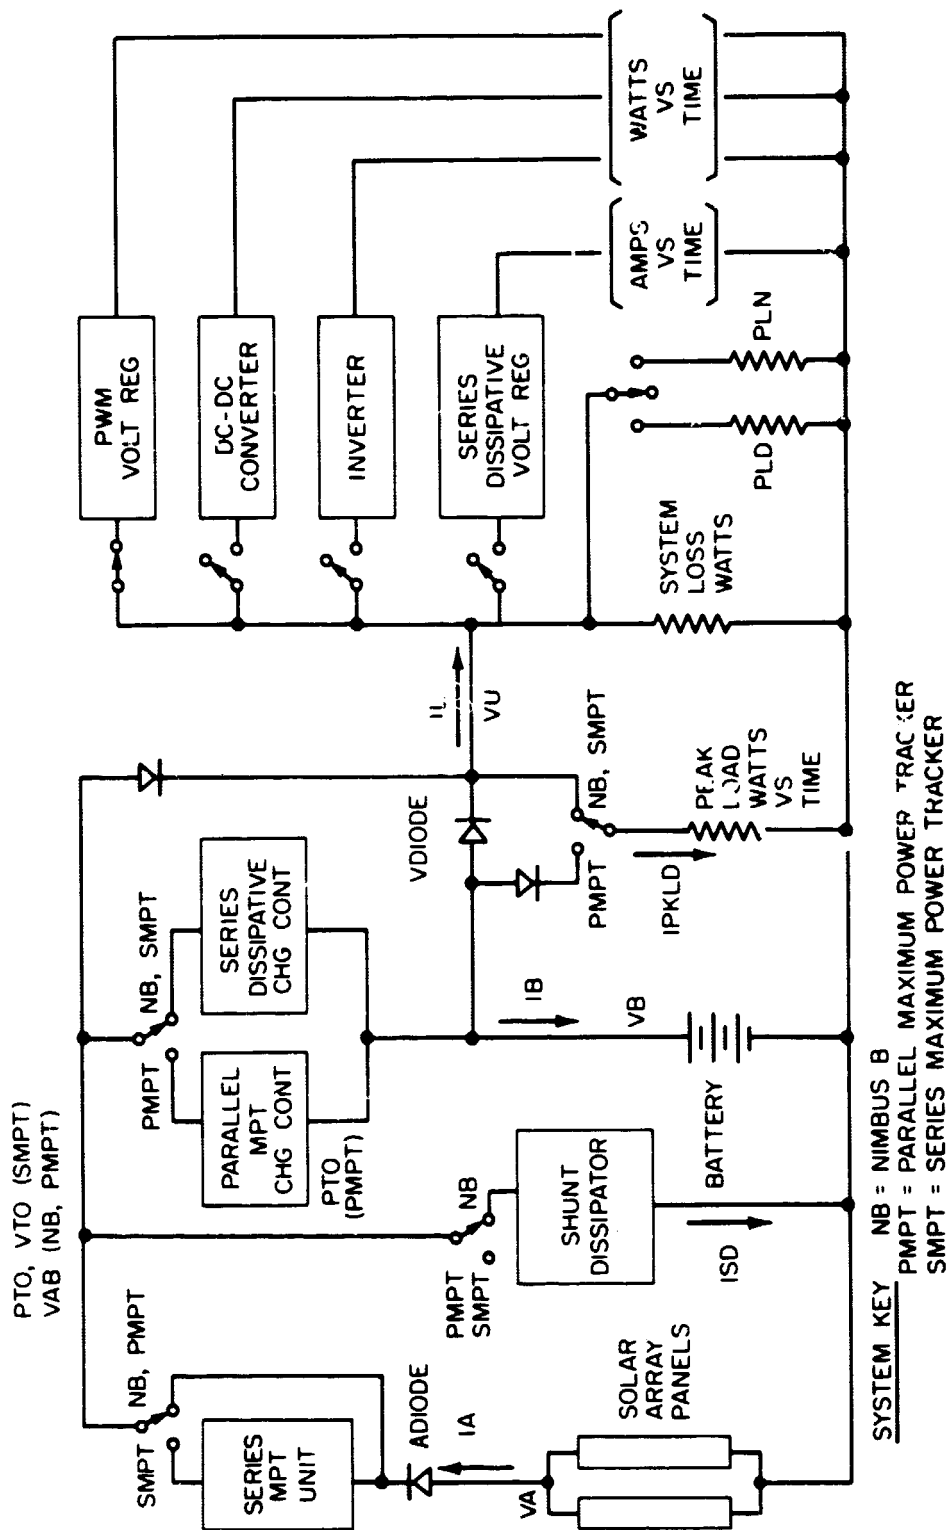 PTO, VTO (SMPT)
VAB (NB, PMPT)
SMPT
NB, PMPT
SERIES
MPT
UNIT
ADIODE
IA
VA
SOLAR
ARRAY
PANELS
PMPT
SMPT
NB
SHUNT
DISSIPATOR
ISD
PMPT
NB, SMPT
PARALLEL
MPT
CHG CONT
SERIES
DISSIPATIVE
CHG CONT
PTO
(PMPT)
IB
VB
BATTERY
VDIODE
IL
VU
PMPT
NB, SMPT
IPKLD
PEAK
LOAD
WATTS
VS
TIME
PWM
VOLT REG
DC-DC
CONVERTER
INVERTER
SERIES
DISSIPATIVE
VOLT REG
SYSTEM
LOSS
WATTS
PLD
PLN
AMPS
VS
TIME
WATTS
VS
TIME
SYSTEM KEY NB = NIMBUS B
PMPT = PARALLEL MAXIMUM POWER TRACKER
SMPT = SERIES MAXIMUM POWER TRACKER